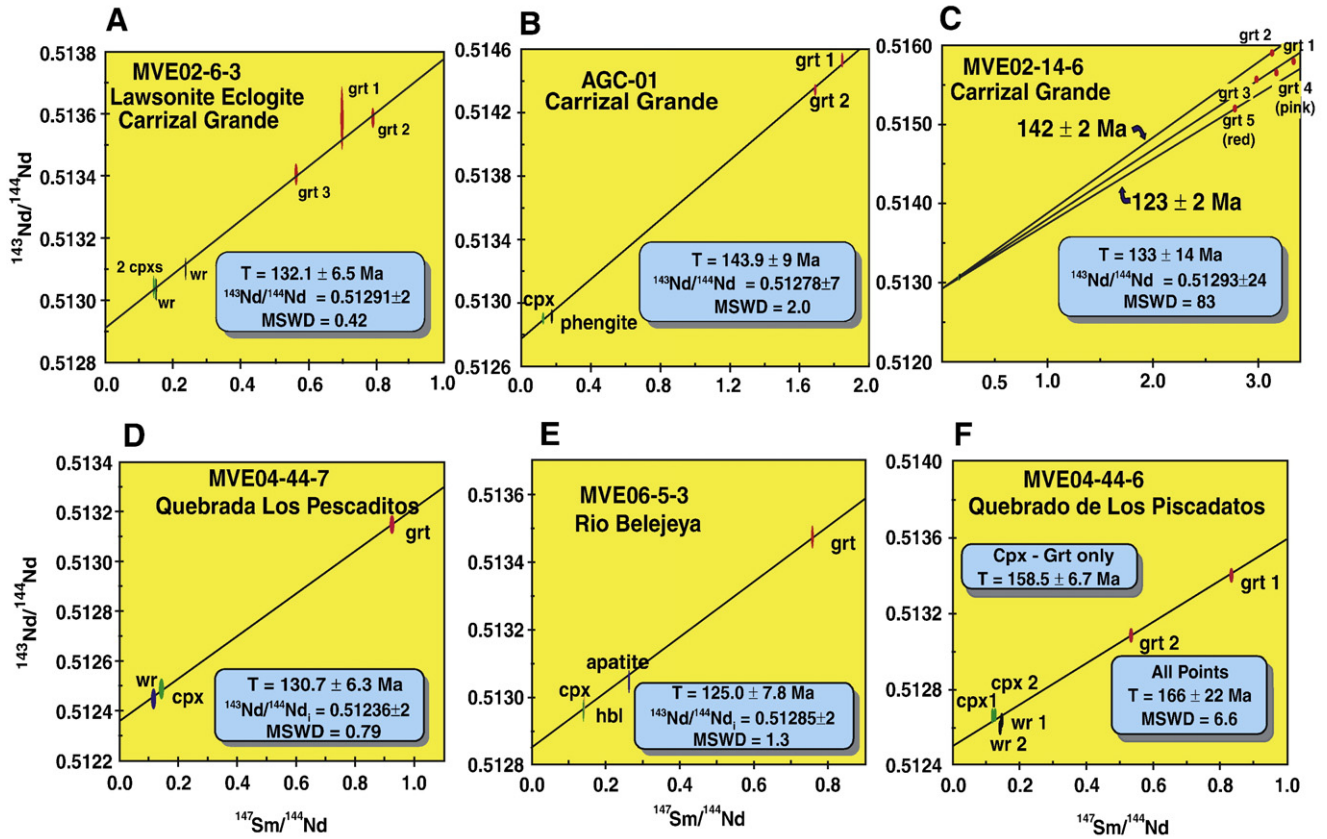 A
0.5138
0.5136
0.5134
0.5132
0.5130
0.5128
0.0
0.2
0.4
0.6
0.8
1.0
143Nd/144Nd
MVE02-6-3
Lawsonite Eclogite
Carrizal Grande
grt 1
grt 2
grt 3
2 cpxs
wr
wr
T = 132.1 ± 6.5 Ma
143Nd/144Nd = 0.51291±2
MSWD = 0.42
B
0.5146
0.5142
0.5138
0.5134
0.5130
0.5126
0.0
0.4
0.8
1.2
1.6
2.0
AGC-01
Carrizal Grande
grt 1
grt 2
cpx
phengite
T = 143.9 ± 9 Ma
143Nd/144Nd = 0.51278±7
MSWD = 2.0
C
0.5160
0.5150
0.5140
0.5130
0.5120
0.5
1.0
2.0
3.0
MVE02-14-6
Carrizal Grande
grt 2
grt 1
grt 3
grt 4
(pink)
grt 5
(red)
142 ± 2 Ma
123 ± 2 Ma
T = 133 ± 14 Ma
143Nd/144Nd = 0.51293±24
MSWD = 83
D
0.5134
0.5132
0.5130
0.5128
0.5126
0.5124
0.5122
0.0
0.2
0.4
0.6
0.8
1.0
143Nd/144Nd
147Sm/144Nd
MVE04-44-7
Quebrada Los Pescaditos
grt
wr
cpx
T = 130.7 ± 6.3 Ma
143Nd/144Ndi = 0.51236±2
MSWD = 0.79
E
0.5136
0.5134
0.5132
0.5130
0.5128
0.0
0.2
0.4
0.6
0.8
147Sm/144Nd
MVE06-5-3
Rio Belejeya
grt
apatite
cpx
hbl
T = 125.0 ± 7.8 Ma
143Nd/144Ndi = 0.51285±2
MSWD = 1.3
F
0.5140
0.5136
0.5132
0.5128
0.5124
0.0
0.2
0.4
0.6
0.8
1.0
147Sm/144Nd
MVE04-44-6
Quebrado de Los Piscadatos
Cpx - Grt only
T = 158.5 ± 6.7 Ma
grt 1
grt 2
cpx 2
cpx1
wr 1
wr 2
All Points
T = 166 ± 22 Ma
MSWD = 6.6